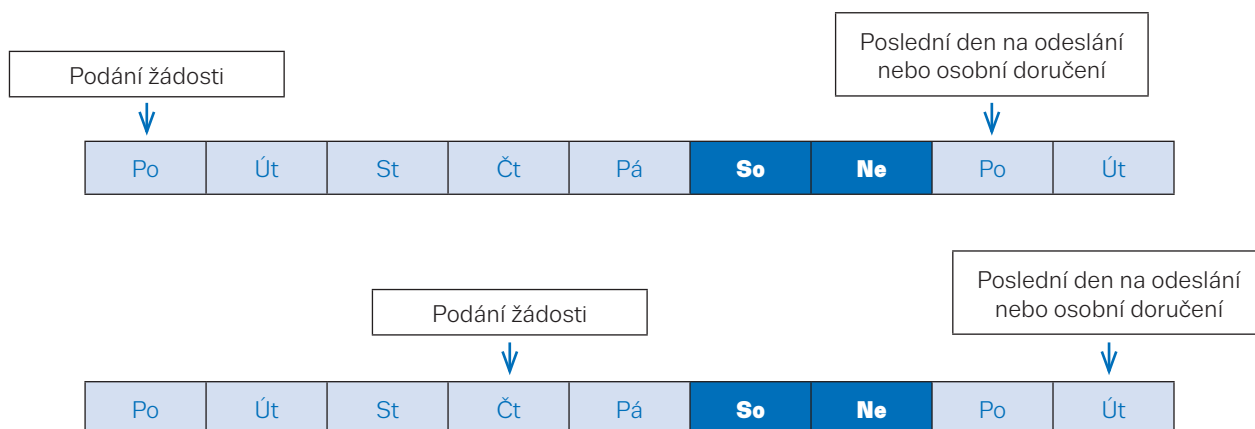 Poslední den na odeslání
nebo osobní doručení
Podání žádosti
Po Út St Čt Pá So Ne Po Út
Poslední den na odeslání
nebo osobní doručení
Podání žádosti
Po Út St Čt Pá So Ne Po Út